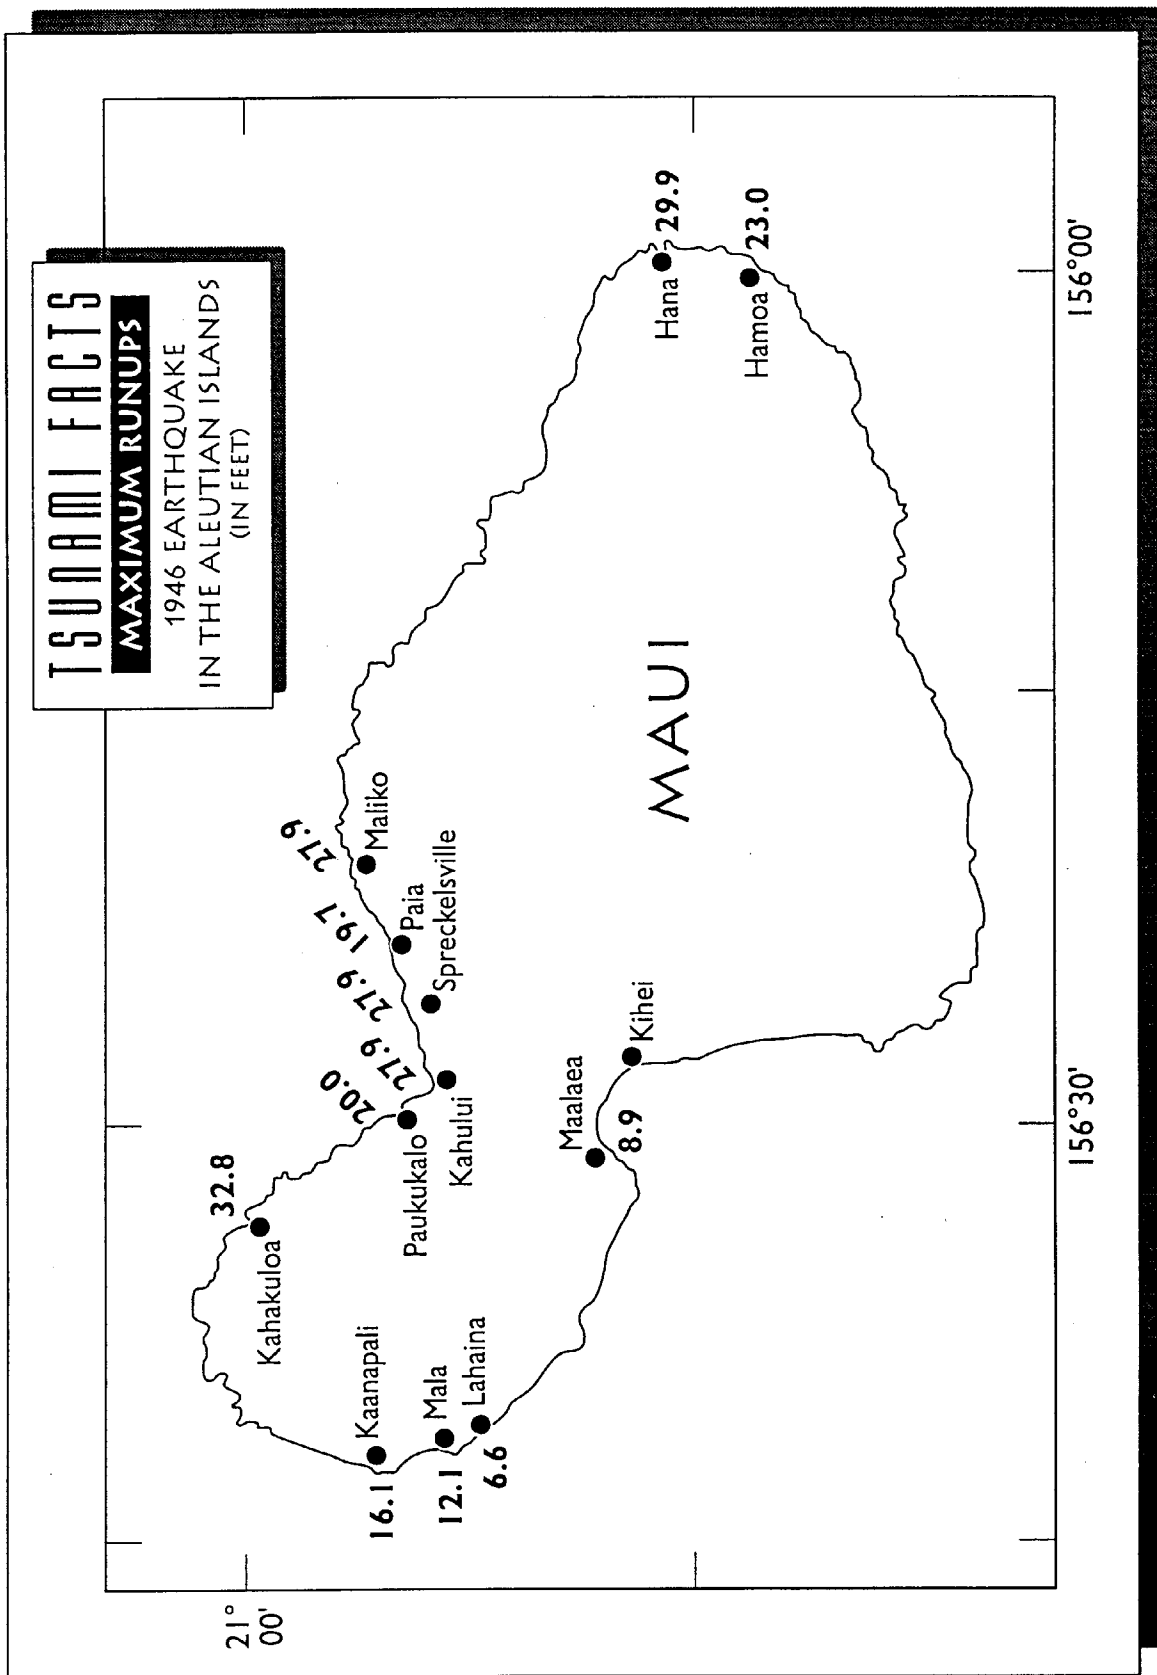 TSUNAMI FACTS
MAXIMUM RUNUPS
1946 EARTHQUAKE
IN THE ALEUTIAN ISLANDS
(IN FEET)
21°
00'
32.8
Kahakuloa
20.0
Paukukalo
27.9
Kahului
27.9
Spreckelsville
19.7
Paia
27.9
Maliko
16.1
Kaanapali
12.1
Mala
6.6
Lahaina
Maalaea
8.9
Kihei
MAUI
Hana
29.9
Hamoa
23.0
156°30'
156°00'